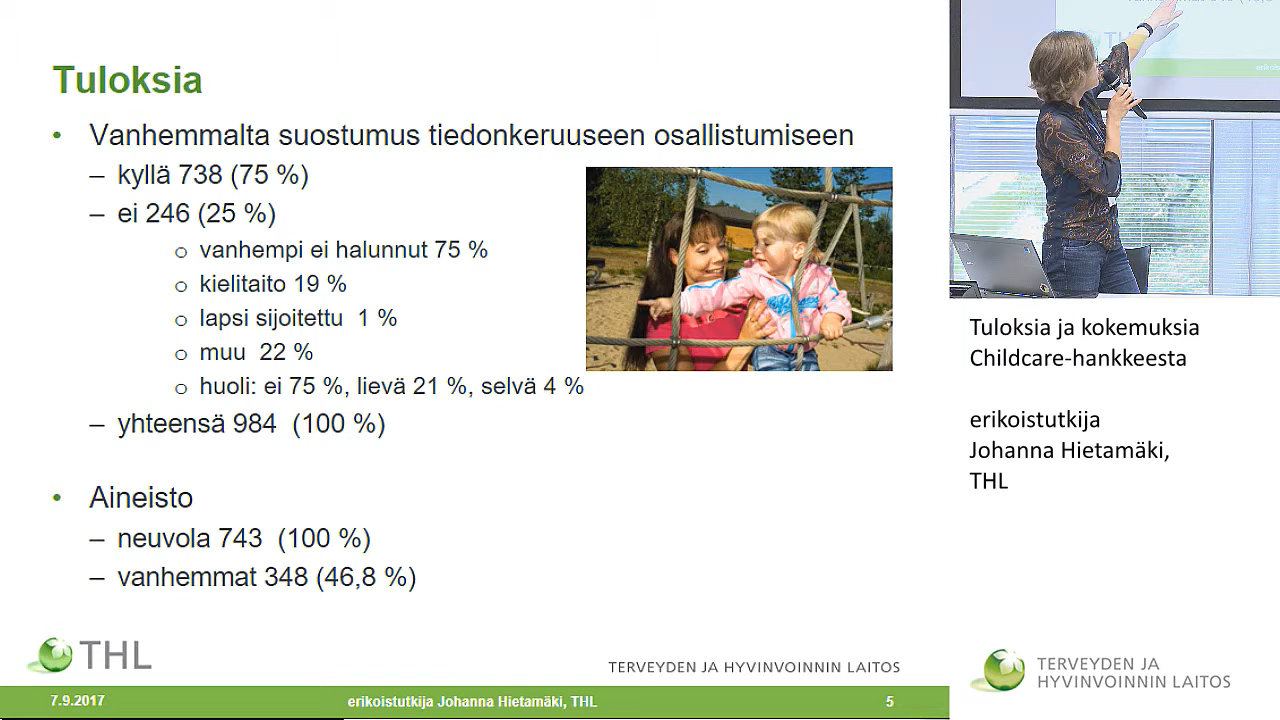 Tuloksia
• Vanhemmalta suostumus tiedonkeruuseen osallistumiseen
– kyllä 738 (75 %)
– ei 246 (25 %)
o vanhempi ei halunnut 75 %
o kielitaito 19 %
o lapsi sijoitettu 1 %
o muu 22 %
o huoli: ei 75 %, lievä 21 %, selvä 4 %
– yhteensä 984 (100 %)
• Aineisto
– neuvola 743 (100 %)
– vanhemmat 348 (46,8 %)
THL
TERVEYDEN JA HYVINVOINNIN LAITOS
7.9.2017
erikoistutkija Johanna Hietamäki, THL
5
Tuloksia ja kokemuksia
Childcare-hankkeesta
erikoistutkija
Johanna Hietamäki,
THL
TERVEYDEN JA
HYVINVOINNIN LAITOS